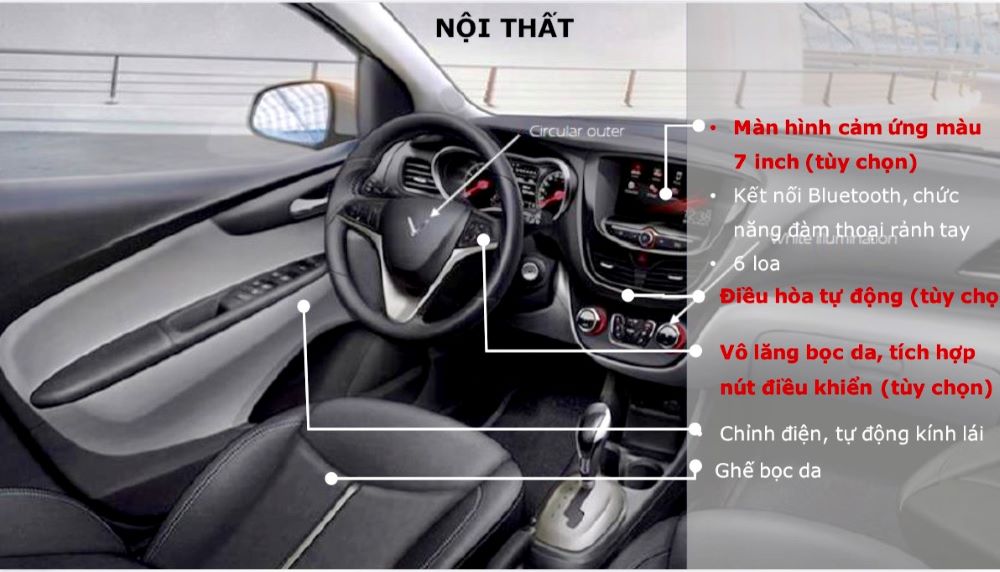 NỘI THẤT
Circular outer
• Màn hình cảm ứng màu
7 inch (tùy chọn)
• Kết nối Bluetooth, chức
năng đàm thoại rảnh tay
White illumination
• 6 loa
Điều hòa tự động (tùy chọ
Vô lăng bọc da, tích hợp
nút điều khiển (tùy chọn)
Chỉnh điện, tự động kính lái
Ghế bọc da